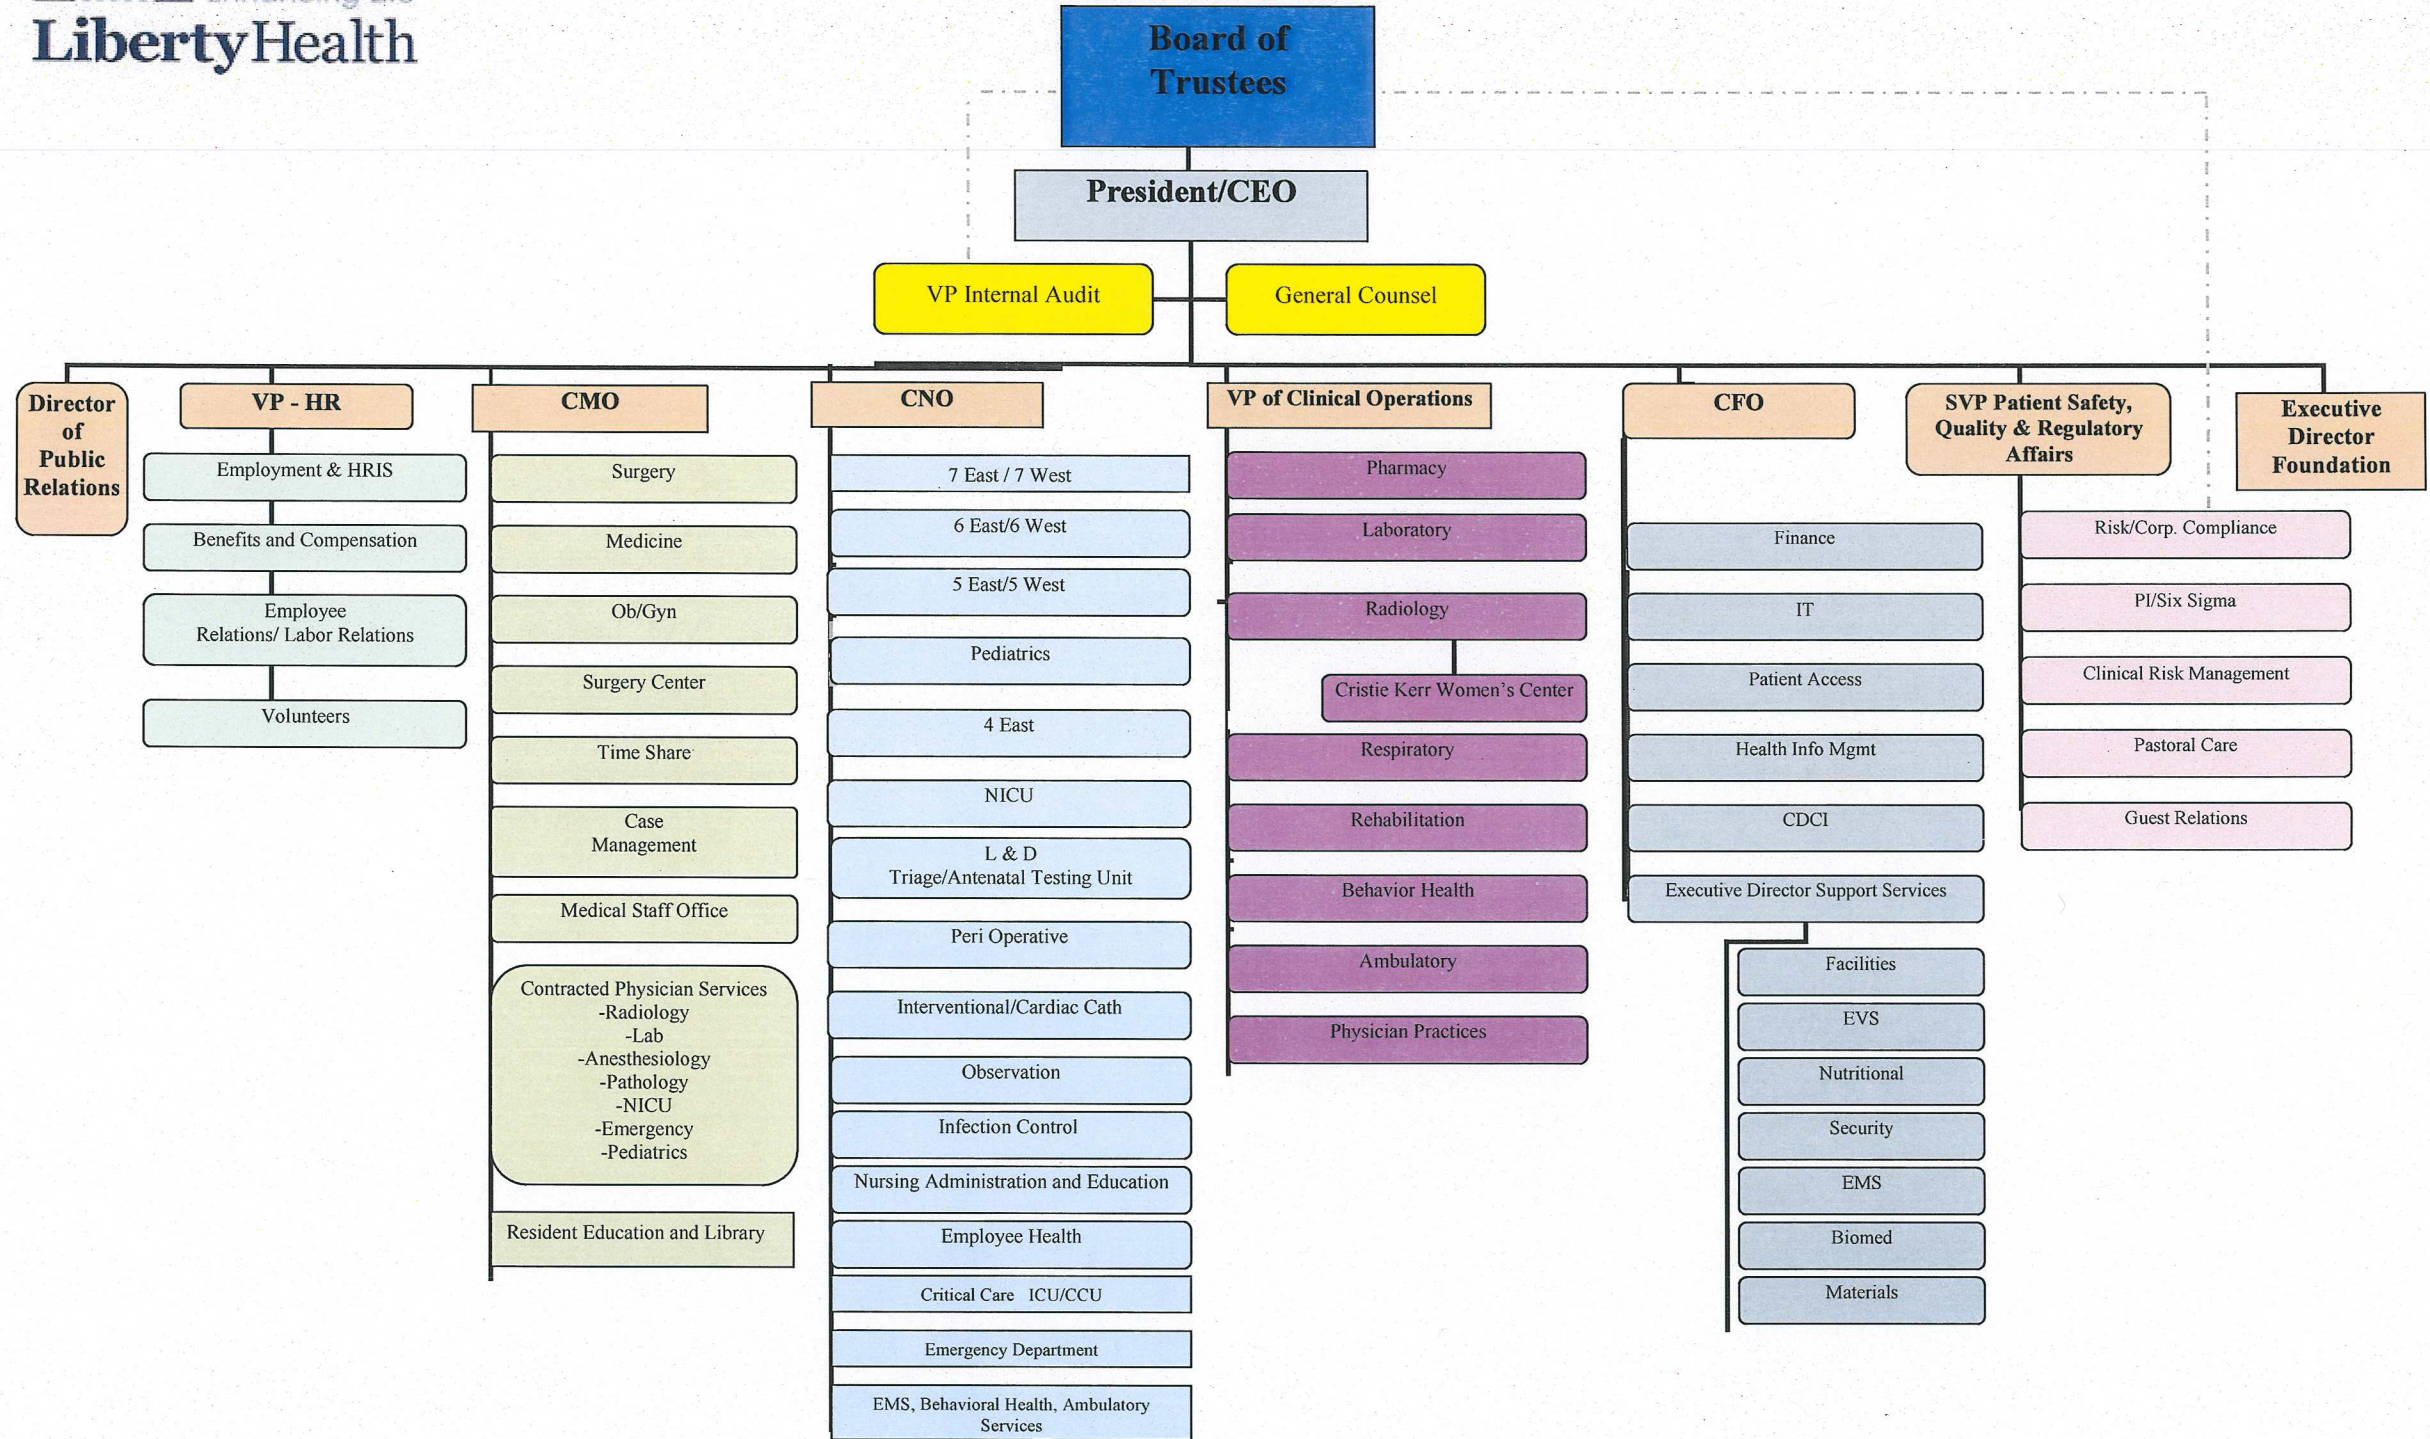 LibertyHealth
Board of
Trustees
President/CEO
VP Internal Audit
General Counsel
Director
of
Public
Relations
VP - HR
Employment & HRIS
Benefits and Compensation
Employee
Relations/ Labor Relations
Volunteers
CMO
Surgery
Medicine
Ob/Gyn
Surgery Center
Time Share
Case
Management
Medical Staff Office
Contracted Physician Services
-Radiology
-Lab
-Anesthesiology
-Pathology
-NICU
-Emergency
-Pediatrics
Resident Education and Library
CNO
7 East / 7 West
6 East/6 West
5 East/5 West
Pediatrics
4 East
NICU
L & D
Triage/Antenatal Testing Unit
Peri Operative
Interventional/Cardiac Cath
Observation
Infection Control
Nursing Administration and Education
Employee Health
Critical Care ICU/CCU
Emergency Department
EMS, Behavioral Health, Ambulatory
Services
VP of Clinical Operations
Pharmacy
Laboratory
Radiology
Cristie Kerr Women's Center
Respiratory
Rehabilitation
Behavior Health
Ambulatory
Physician Practices
CFO
Finance
IT
Patient Access
Health Info Mgmt
CDCI
Executive Director Support Services
Facilities
EVS
Nutritional
Security
EMS
Biomed
Materials
SVP Patient Safety,
Quality & Regulatory
Affairs
Risk/Corp. Compliance
PI/Six Sigma
Clinical Risk Management
Pastoral Care
Guest Relations
Executive
Director
Foundation